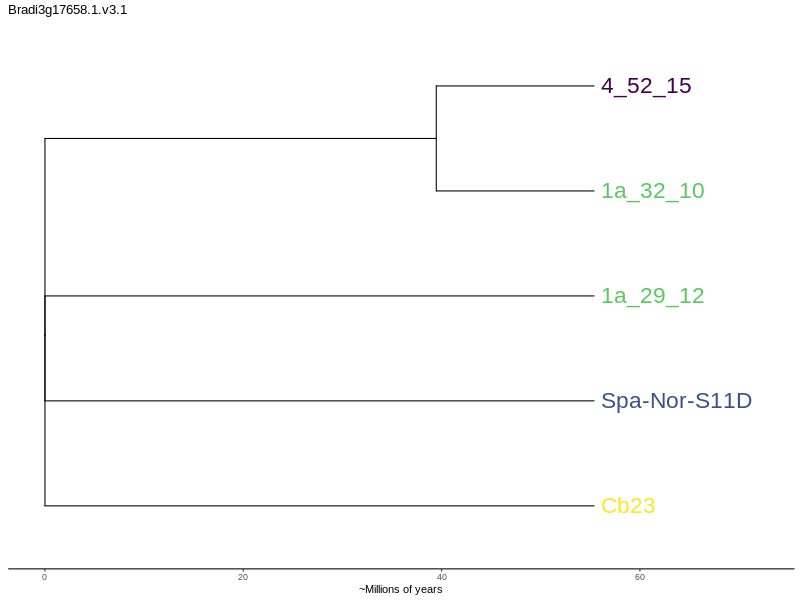 Bradi3g17658.1.v3.1
4_52_15
1a_32_10
1a_29_12
Spa-Nor-S11D
Cb23
0 20 40 60
~Millions of years